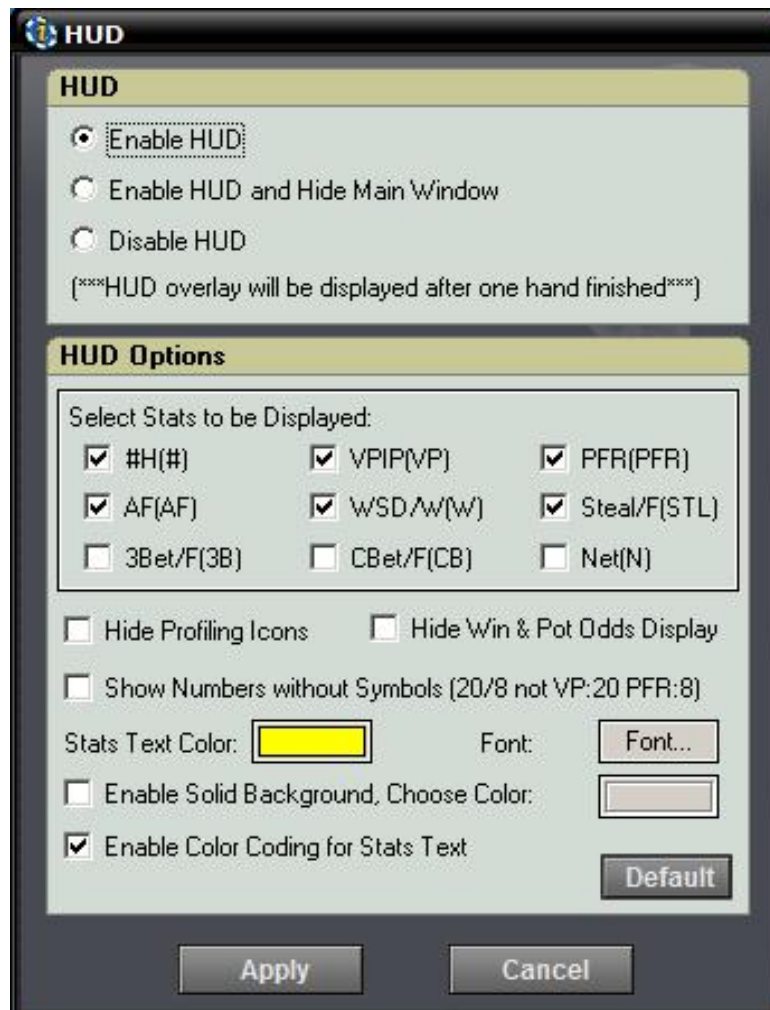 HUD
HUD
Enable HUD
Enable HUD and Hide Main Window
Disable HUD
(***HUD overlay will be displayed after one hand finished***)
HUD Options
Select Stats to be Displayed:
#H(#) VPIP(VP) PFR(PFR)
AF(AF) WSD/W(W) Steal/F(STL)
3Bet/F(3B) CBet/F(CB) Net(N)
Hide Profiling Icons Hide Win & Pot Odds Display
Show Numbers without Symbols (20/8 not VP:20 PFR:8)
Stats Text Color: Font: Font...
Enable Solid Background, Choose Color:
Enable Color Coding for Stats Text
Default
Apply Cancel